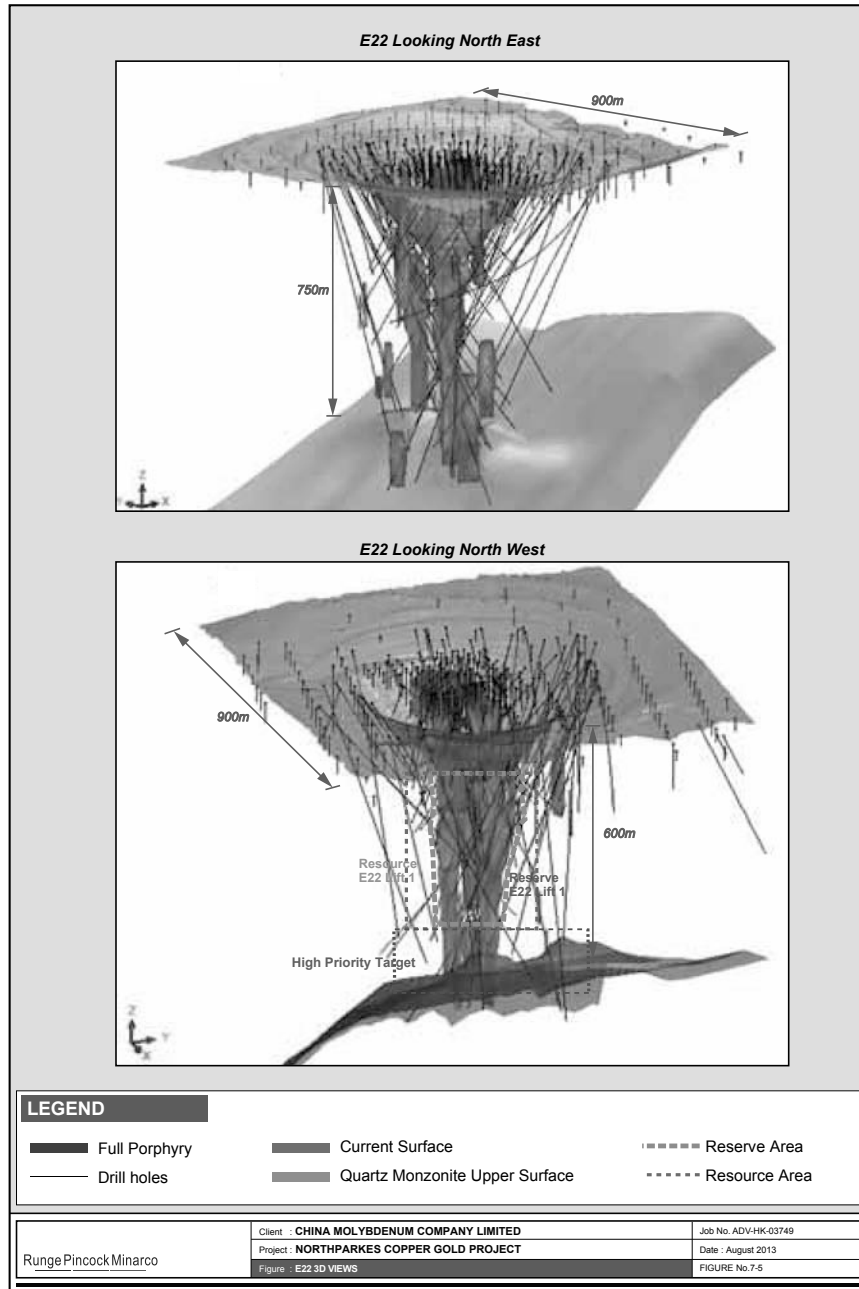 E22 Looking North East
900m
750m
Z
Y X
E22 Looking North West
900m
600m
Resource
E22 Lift 1
Reserve
E22 Lift 1
High Priority Target
Z
Y
X
LEGEND
Full Porphyry
Current Surface
Reserve Area
Drill holes
Quartz Monzonite Upper Surface
Resource Area
RungePincockMinarco
Client : CHINA MOLYBDENUM COMPANY LIMITED
Job No. ADV-HK-03749
Project : NORTHPARKES COPPER GOLD PROJECT
Date : August 2013
Figure : E22 3D VIEWS
FIGURE No.7-5